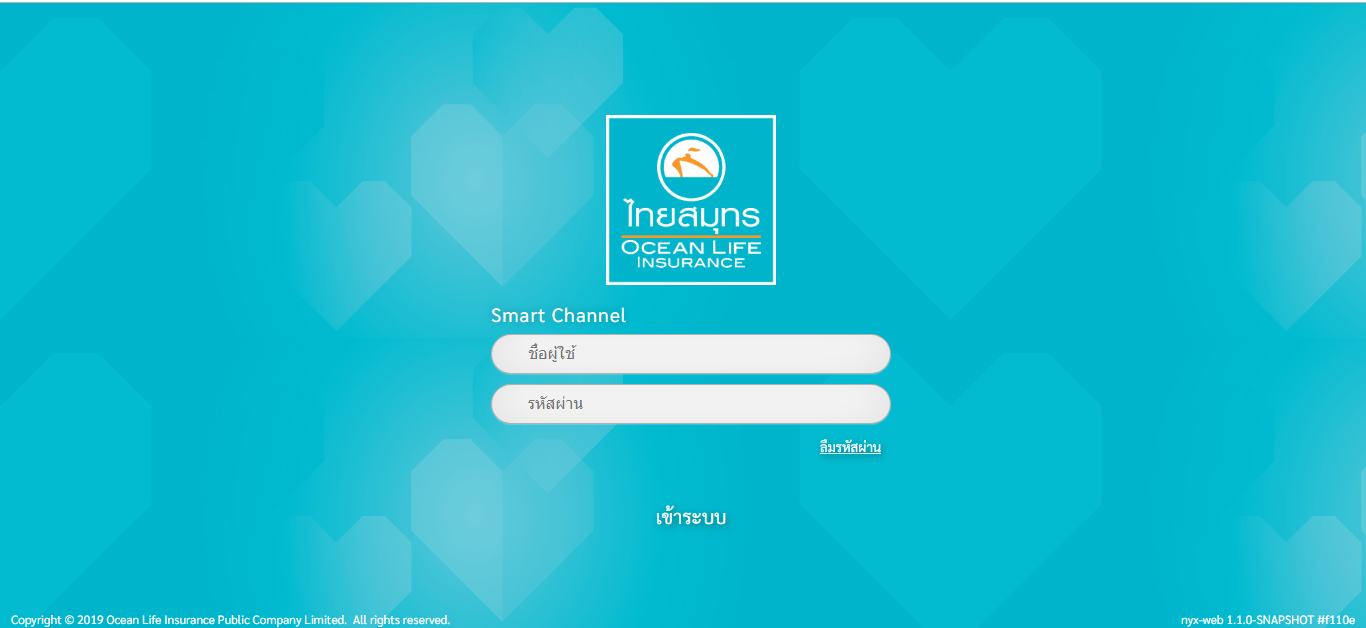 ไทยสมุทร
OCEAN LIFE
INSURANCE
Smart Channel
ชื่อผู้ใช้
รหัสผ่าน
ลืมรหัสผ่าน
เข้าระบบ
Copyright © 2019 Ocean Life Insurance Public Company Limited. All rights reserved.
nyx-web 1.1.0-SNAPSHOT #f110e